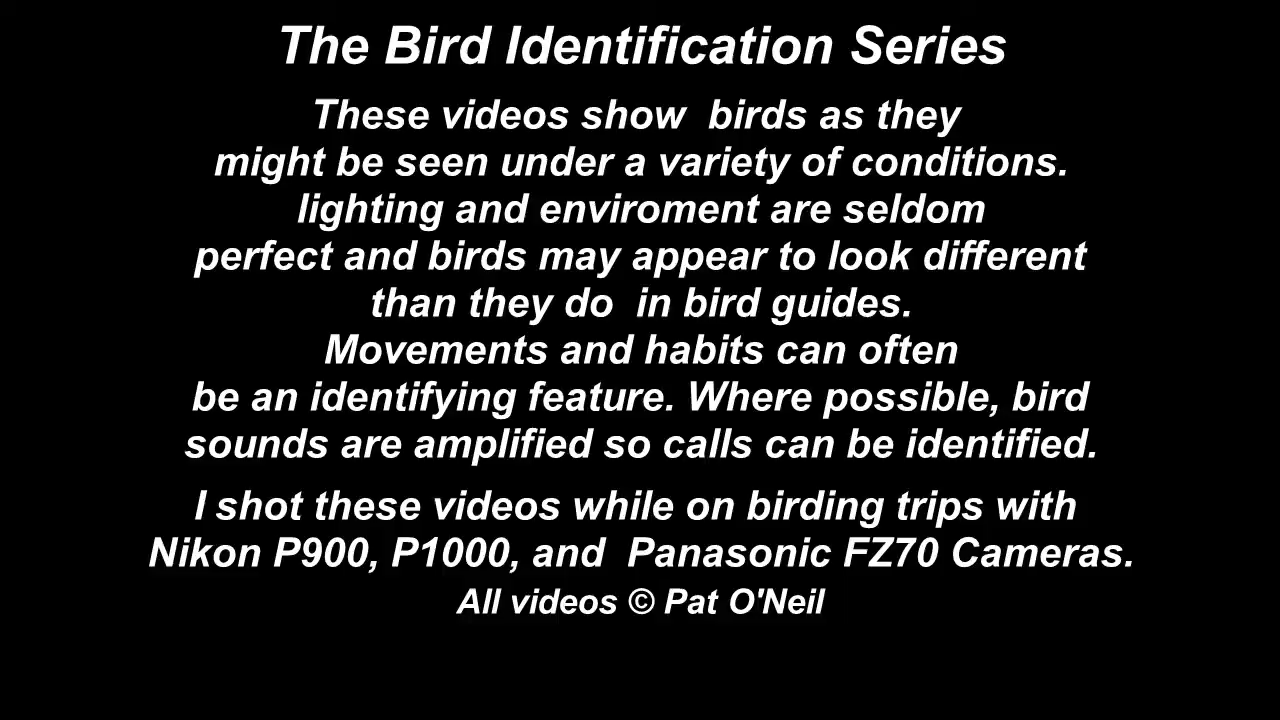 The Bird Identification Series
These videos show  birds as they
might be seen under a variety of conditions.
lighting and enviroment are seldom
perfect and birds may appear to look different
than they do  in bird guides.
Movements and habits can often
be an identifying feature. Where possible, bird
sounds are amplified so calls can be identified.
I shot these videos while on birding trips with
Nikon P900, P1000, and  Panasonic FZ70 Cameras.
All videos © Pat O'Neil